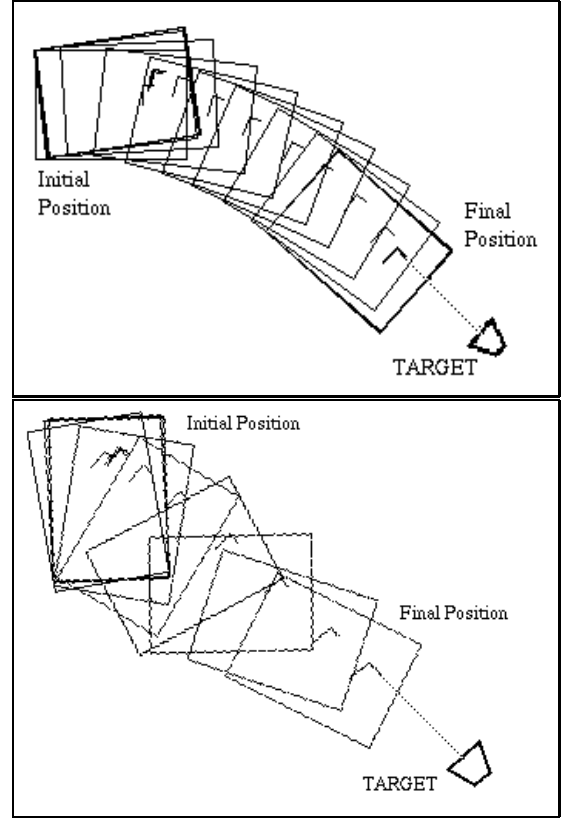 Initial
Position
Final
Position
TARGET
Initial Position
Final Position
TARGET